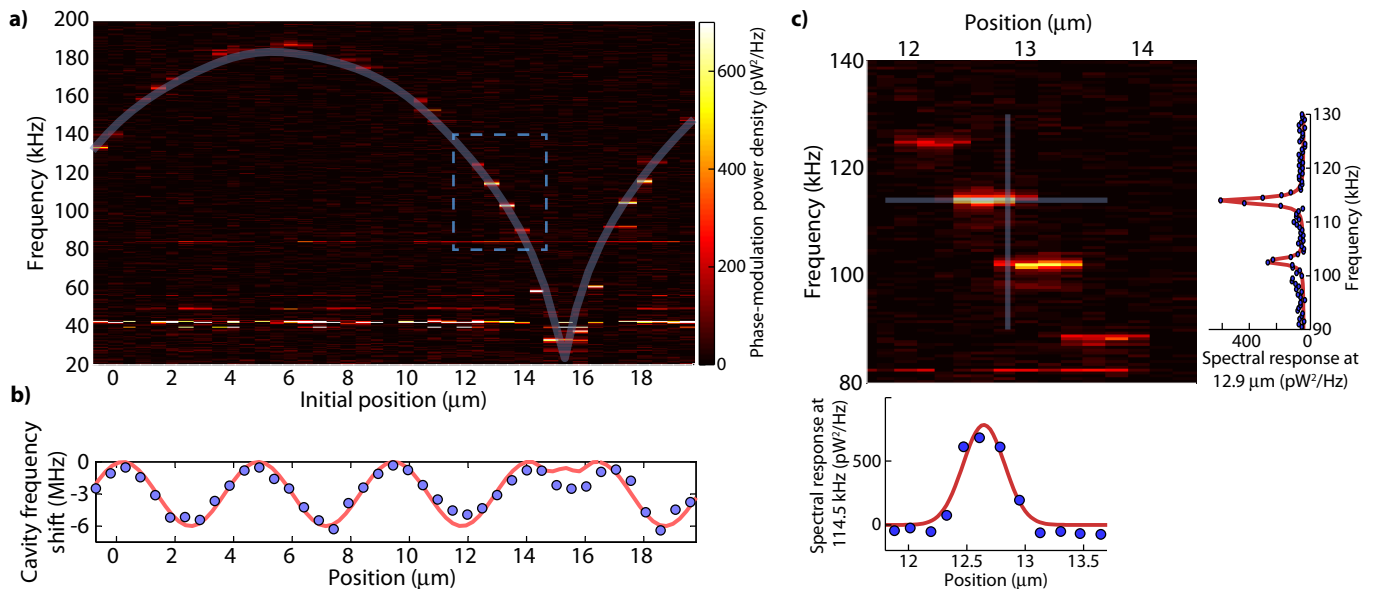 a)
200
180
160
140
120
100
80
60
40
20
Frequency (kHz)
0 2 4 6 8 10 12 14 16 18
Initial position (μm)
600
400
200
0
Phase-modulation power density (pW²/Hz)
b)
0
-3
-6
Cavity frequency
shift (MHz)
0 2 4 6 8 10 12 14 16 18
Position (μm)
c)
Position (μm)
12 13 14
140
120
100
80
Frequency (kHz)
130
120
110
100
90
Frequency (kHz)
400 0
Spectral response at
12.9 μm (pW²/Hz)
Spectral response at
114.5 kHz (pW²/Hz)
500
0
12 12.5 13 13.5
Position (μm)